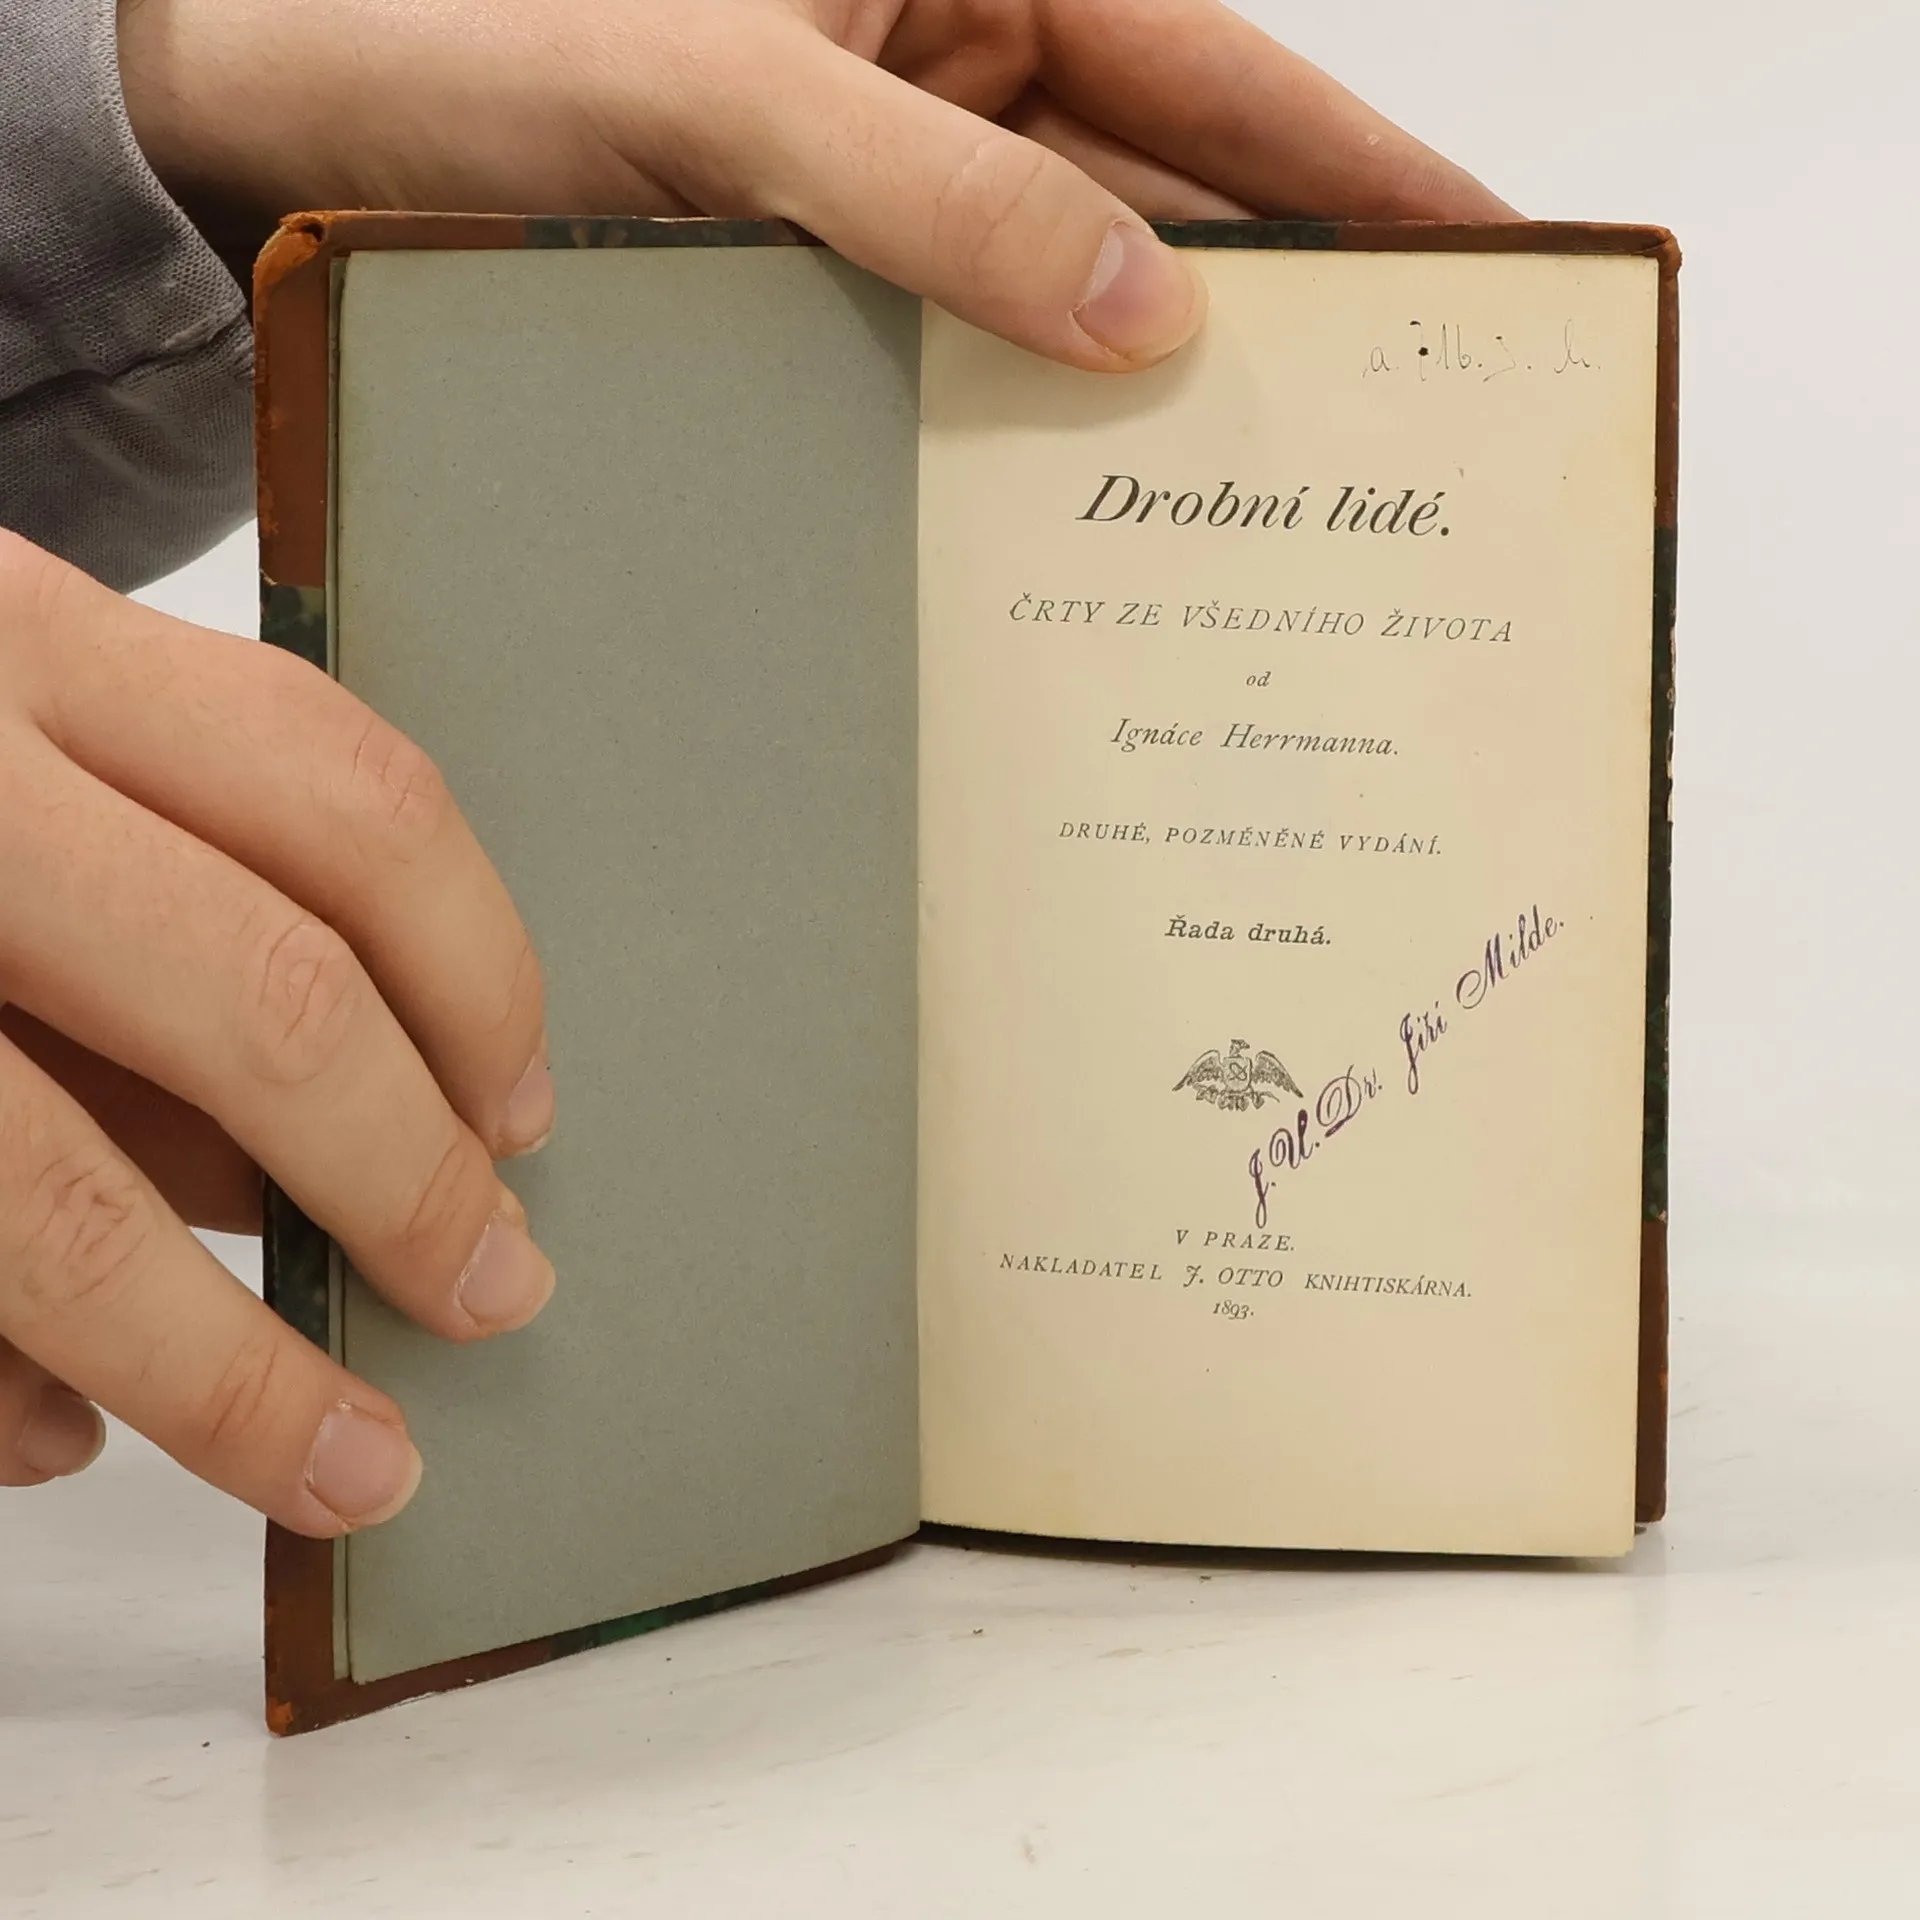 Drobní lidé.
ČRTY ZE VŠEDNÍHO ŽIVOTA
od
Ignáce Herrmanna.
DRUHÉ, POZMĚNĚNÉ VYDÁNÍ.
Řada druhá.
J. U. Dr. Jiří Milde.
V PRAZE.
NAKLADATEL J. OTTO KNIHTISKÁRNA.
1893.